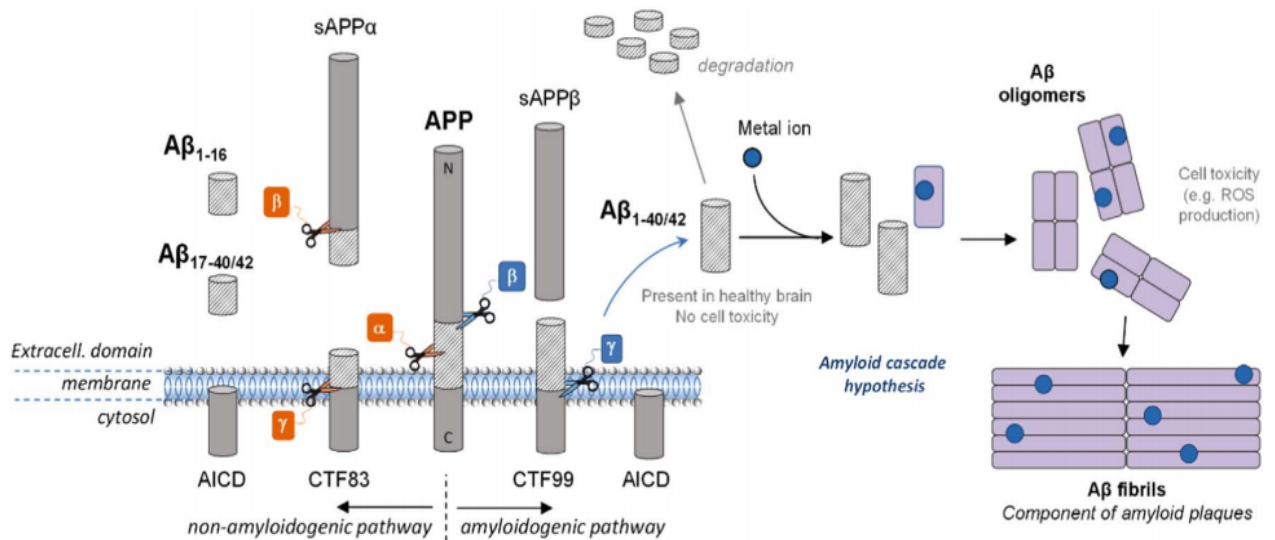 sAPPα
Aβ1-16
β
Aβ17-40/42
Extracell. domain
membrane
cytosol
γ
AICD
CTF83
non-amyloidogenic pathway
APP
N
α
β
C
sAPPβ
γ
CTF99
AICD
amyloidogenic pathway
degradation
Aβ1-40/42
Present in healthy brain
No cell toxicity
Metal ion
Amyloid cascade
hypothesis
Aβ
oligomers
Cell toxicity
(e.g. ROS
production)
Aβ fibrils
Component of amyloid plaques